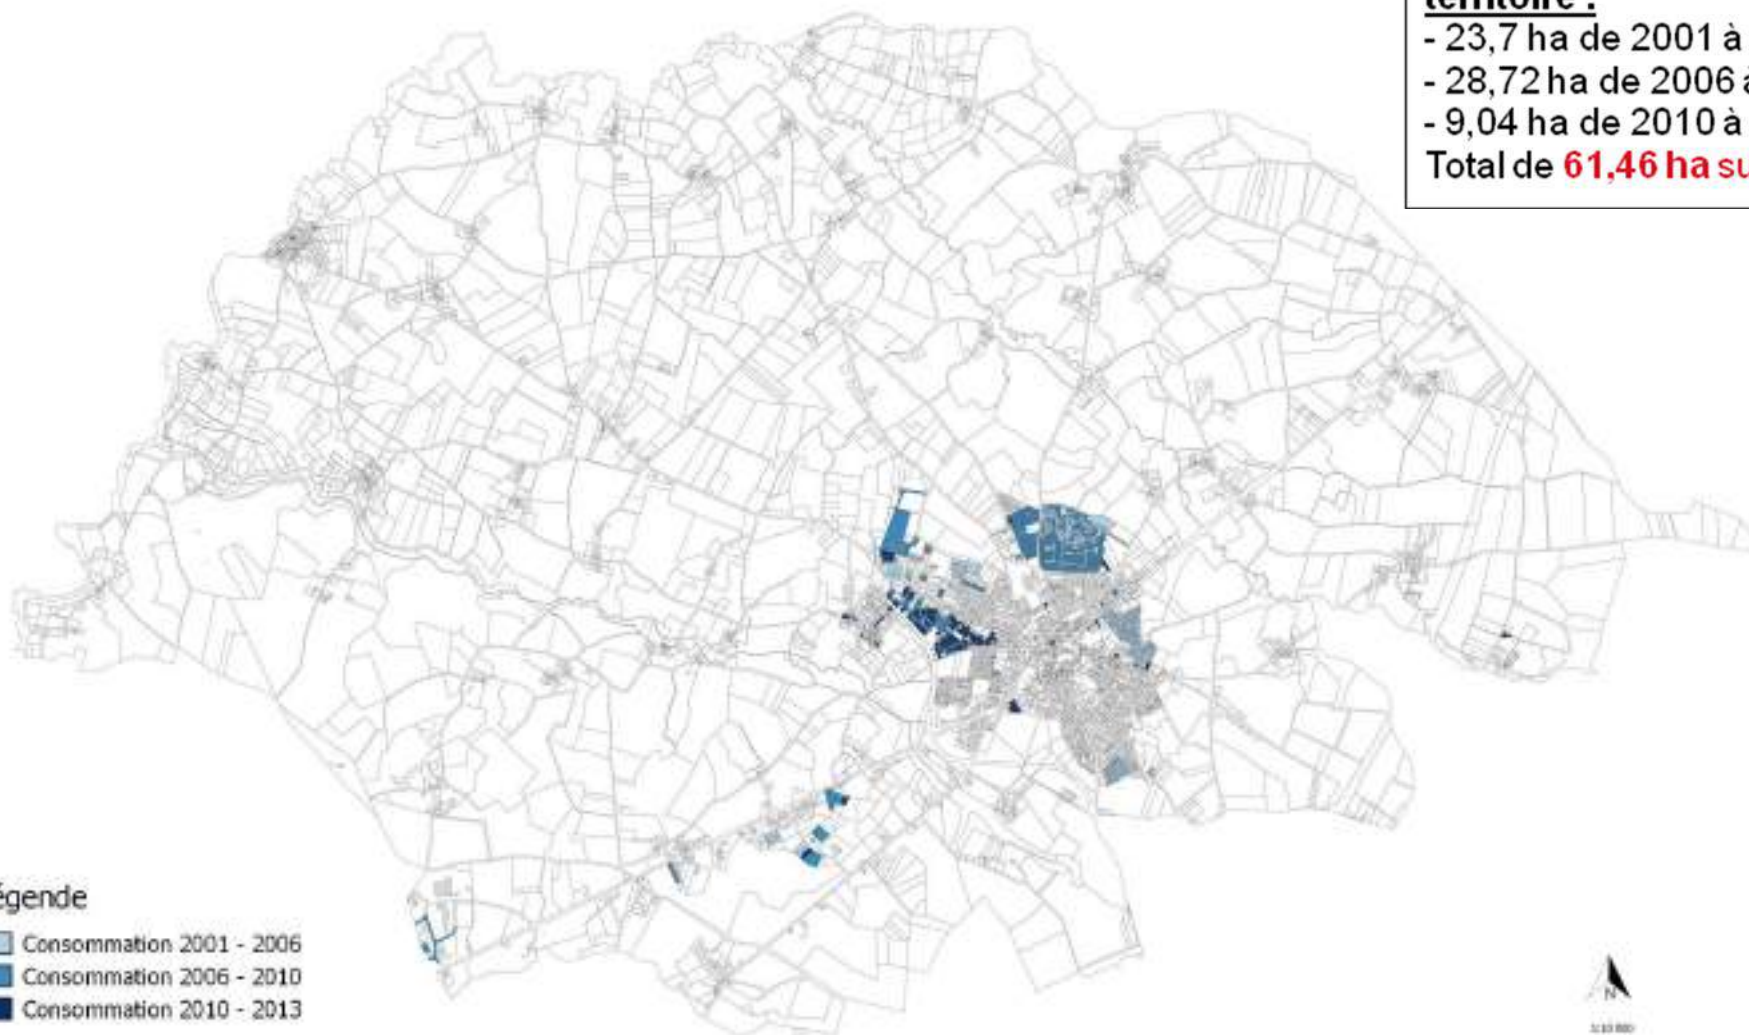 territoire :
- 23,7 ha de 2001 à
- 28,72 ha de 2006 à
- 9,04 ha de 2010 à
Total de 61,46 ha su
égende
Consommation 2001 - 2006
Consommation 2006 - 2010
Consommation 2010 - 2013
N